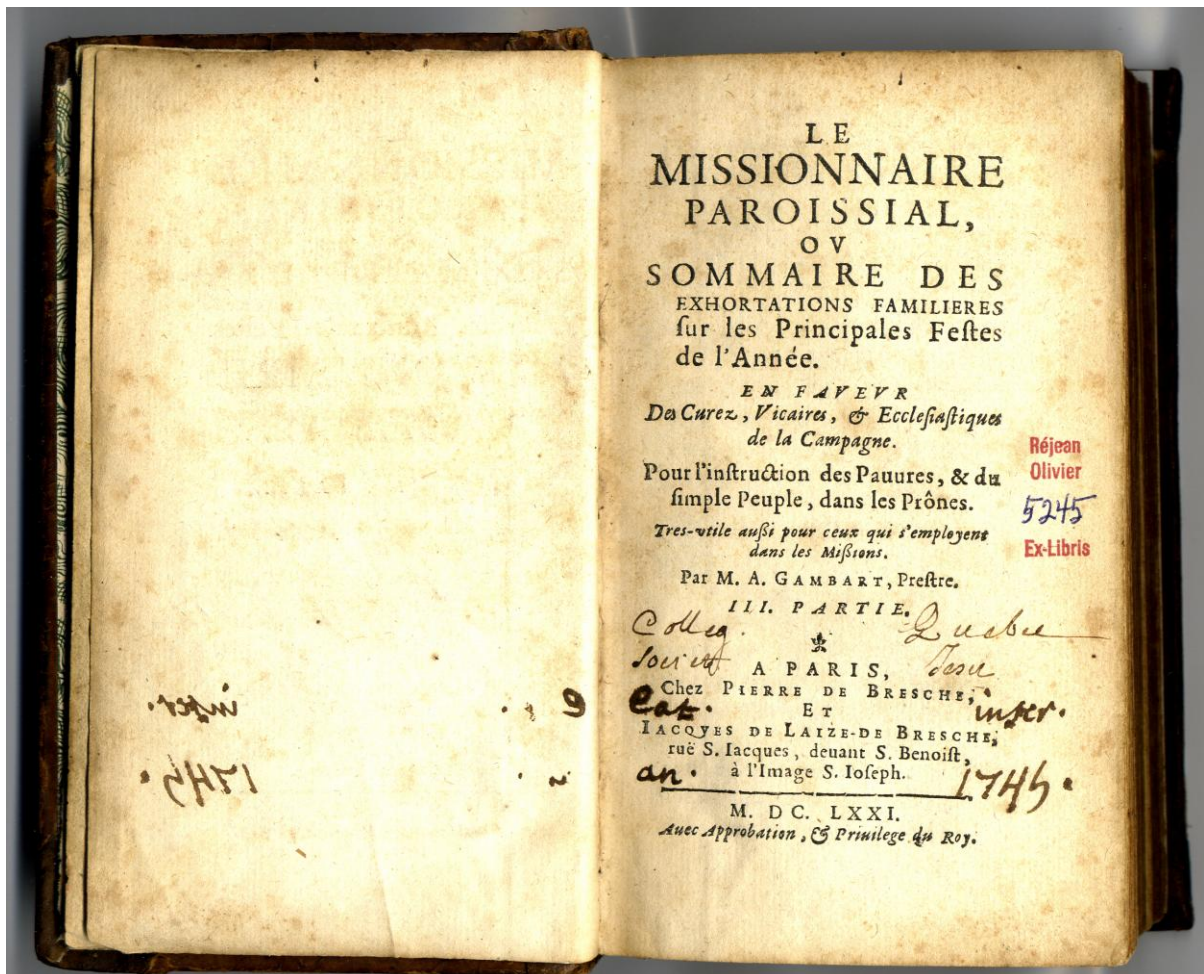 LE
MISSIONNAIRE
PAROISSIAL,
OV
SOMMAIRE DES
EXHORTATIONS FAMILIERES
ſur les Principales Feſtes
de l'Année.
EN FAVEVR
Des Curez, Vicaires, & Eccleſiaſtiques
de la Campagne.
Pour l'inſtruction des Pauures, & du
ſimple Peuple, dans les Prônes.
Tres-vtile auſſi pour ceux qui s'employent
dans les Miſsions.
Par M. A. GAMBART, Preſtre.
III. PARTIE.
Colleg. Quebec
Societ Jesu
A PARIS,
Chez PIERRE DE BRESCHE,
Cat. inſcr.
ET
IACQVES DE LAIZE-DE BRESCHE,
ruë S. Iacques, deuant S. Benoiſt,
à l'Image S. Ioſeph.
an. 1745.
M. DC. LXXI.
Auec Approbation, & Priuilege du Roy.
Réjean
Olivier
5245
Ex-Libris